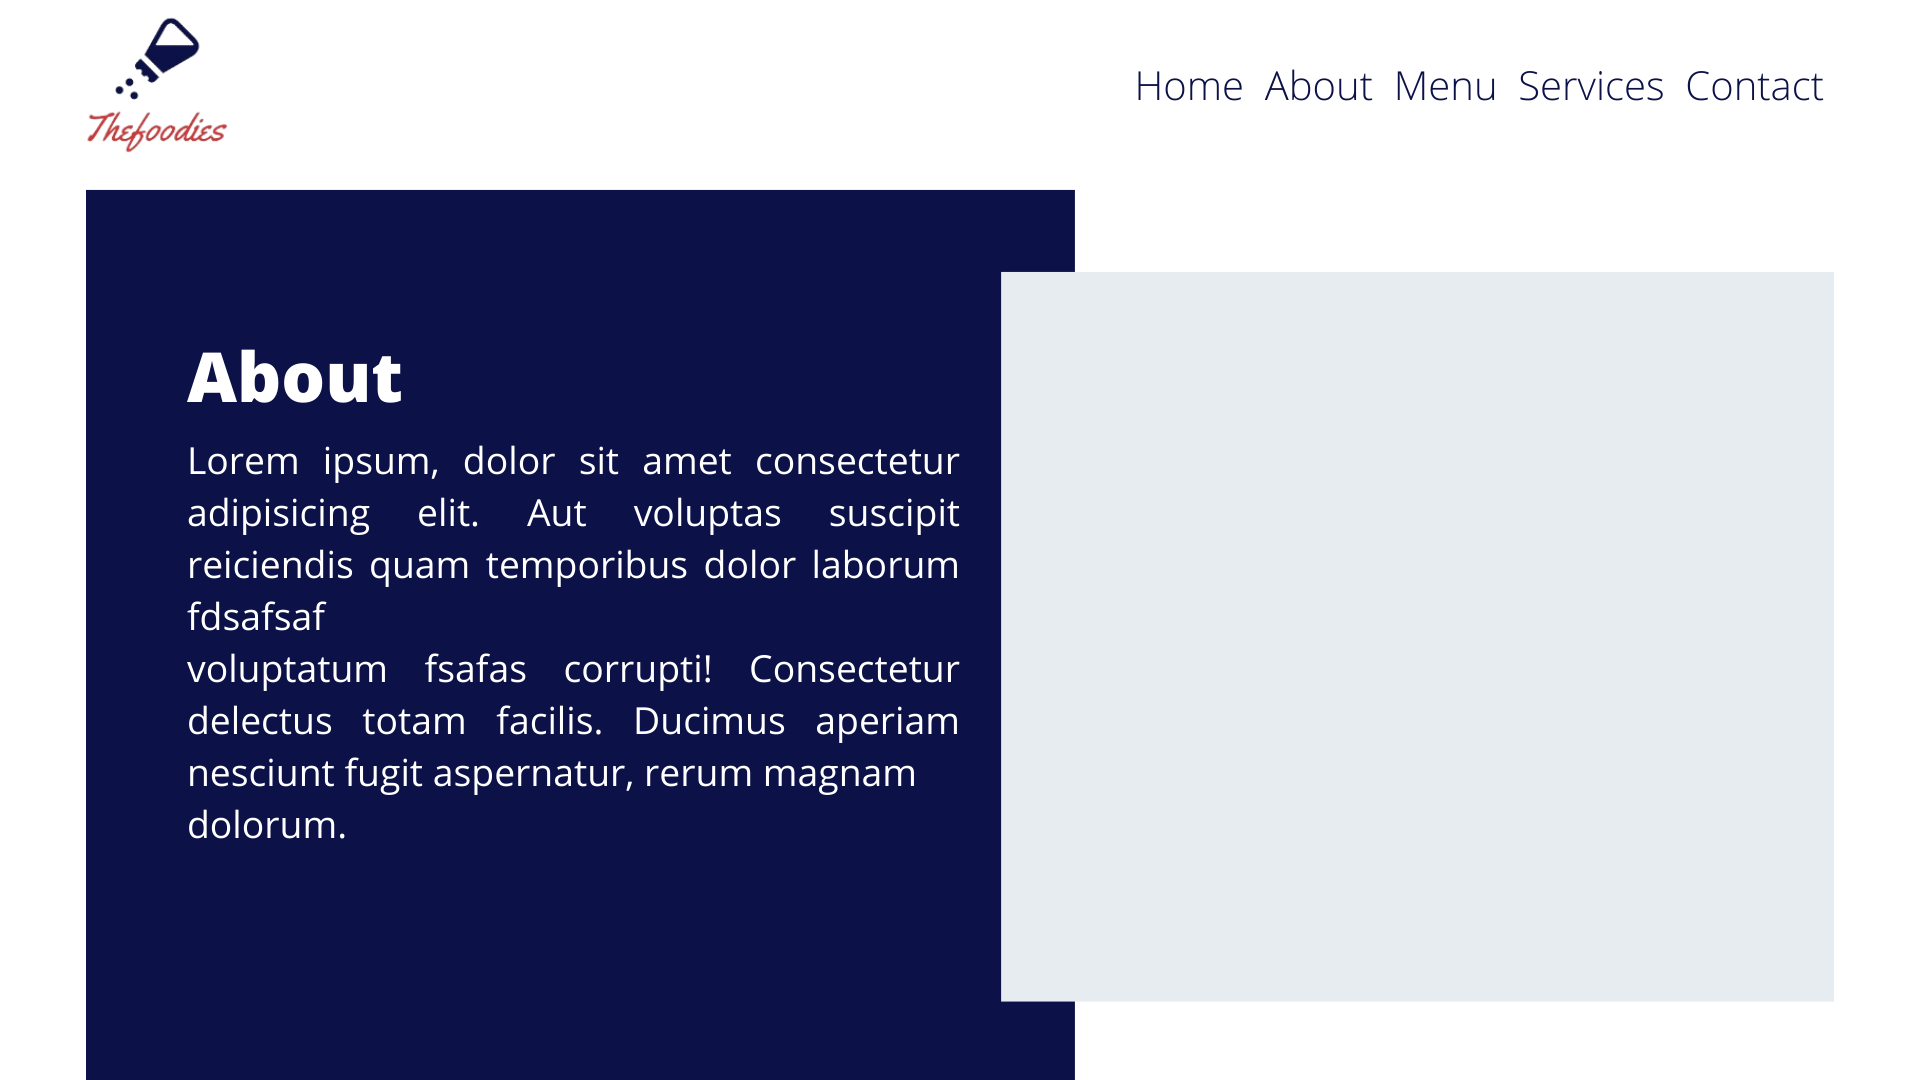 Thefoodies
Home About Menu Services Contact
About
Lorem ipsum, dolor sit amet consectetur
adipisicing elit. Aut voluptas suscipit
reiciendis quam temporibus dolor laborum
fdsafsaf
voluptatum fsafas corrupti! Consectetur
delectus totam facilis. Ducimus aperiam
nesciunt fugit aspernatur, rerum magnam
dolorum.